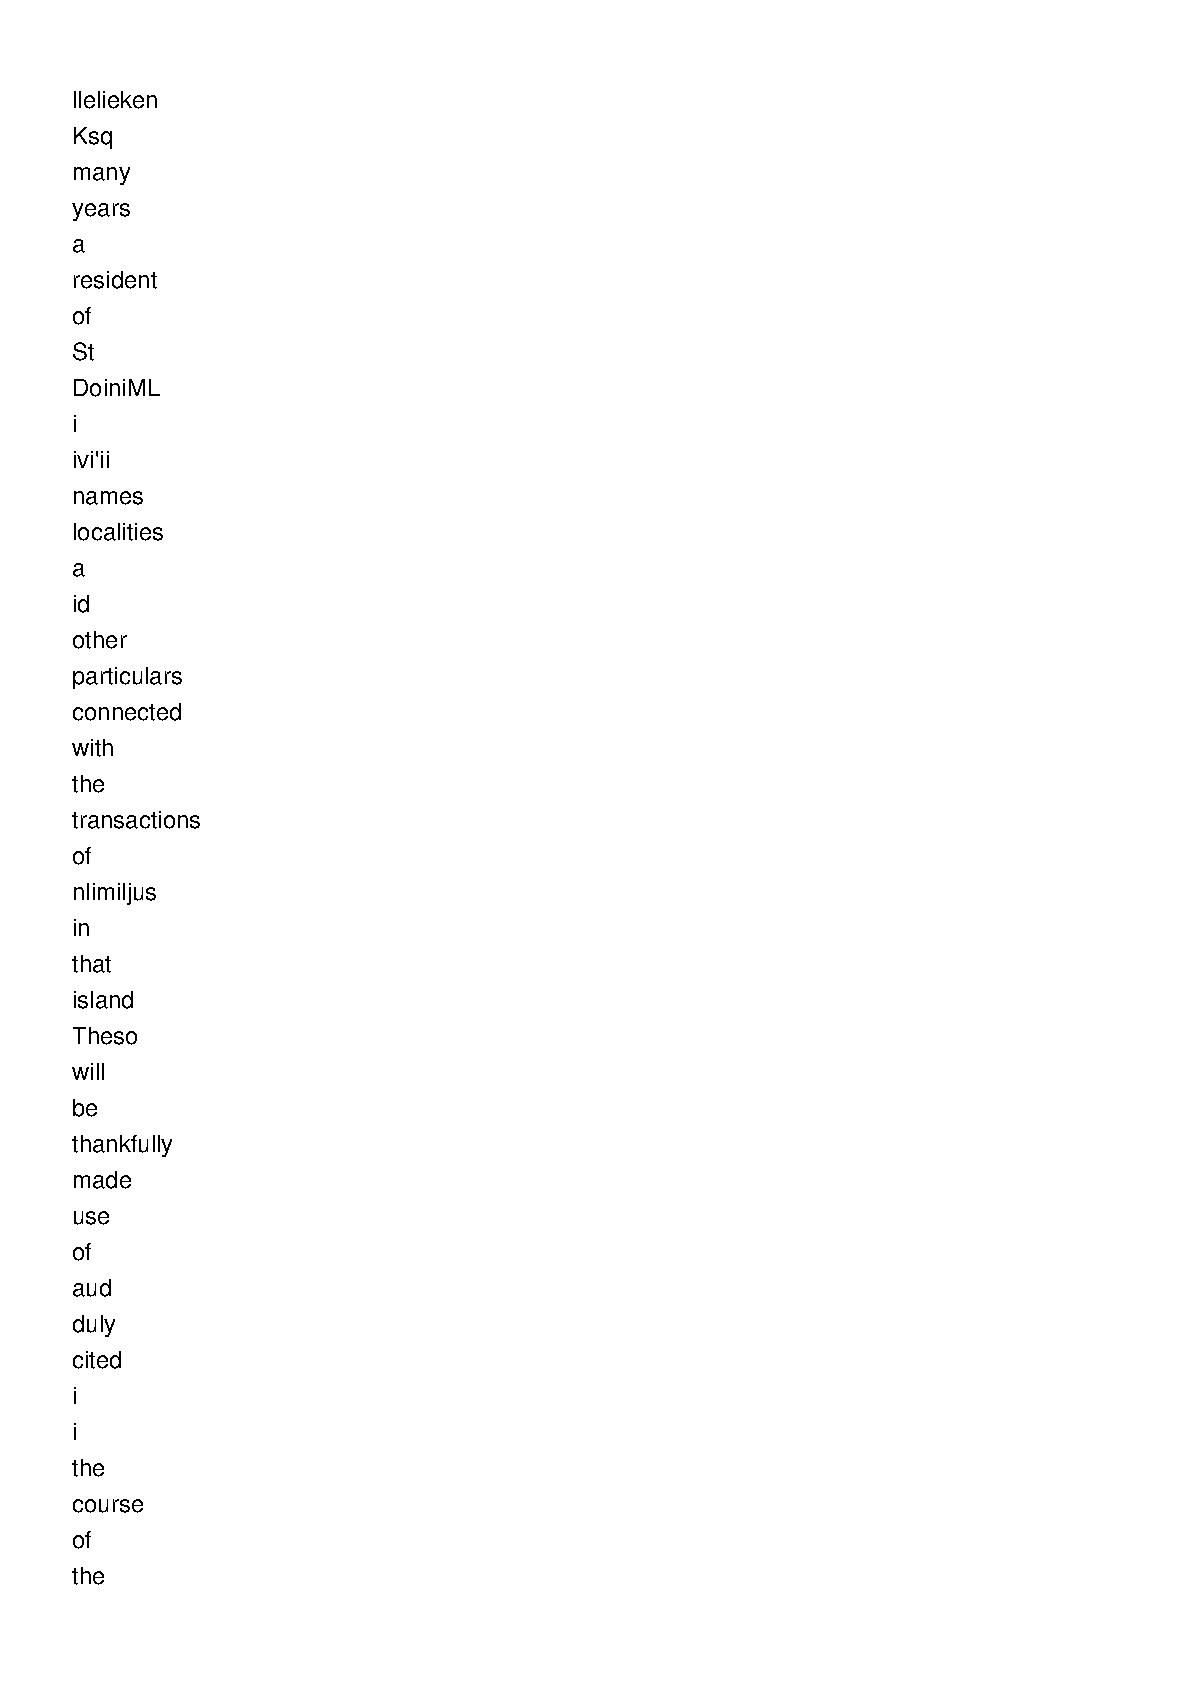 llelieken
Ksq
many
years
a
resident
of
St
DoiniML
i
ivi'ii
names
localities
a
id
other
particulars
connected
with
the
transactions
of
nlimiljus
in
that
island
Theso
will
be
thankfully
made
use
of
aud
duly
cited
i
i
the
course
of
the